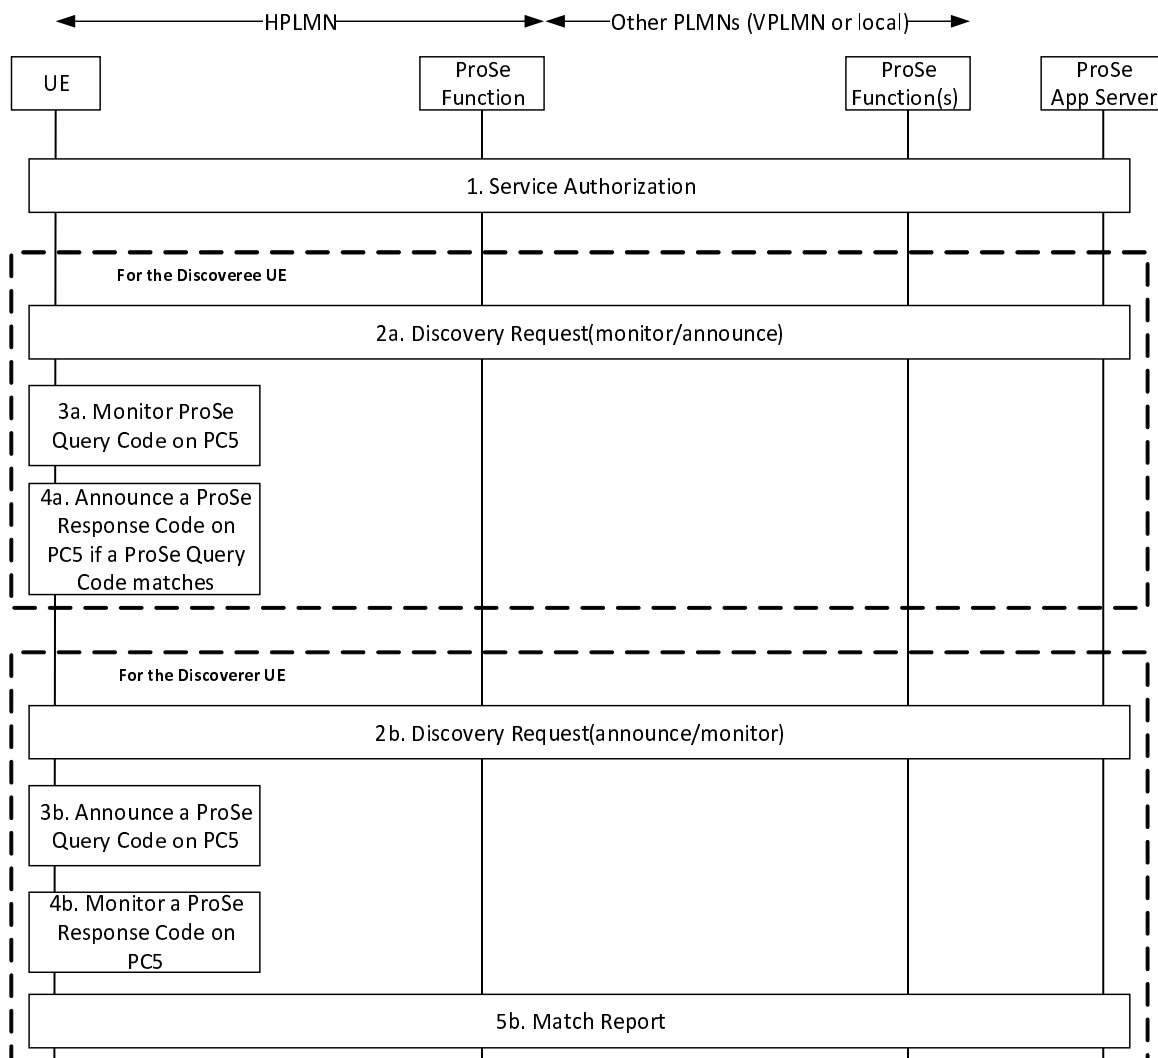 HPLMN
Other PLMNs (VPLMN or local)
UE
ProSe
Function
ProSe
Function(s)
ProSe
App Server
1. Service Authorization
For the Discoveree UE
2a. Discovery Request(monitor/announce)
3a. Monitor ProSe
Query Code on PC5
4a. Announce a ProSe
Response Code on
PC5 if a ProSe Query
Code matches
For the Discoverer UE
2b. Discovery Request(announce/monitor)
3b. Announce a ProSe
Query Code on PC5
4b. Monitor a ProSe
Response Code on
PC5
5b. Match Report